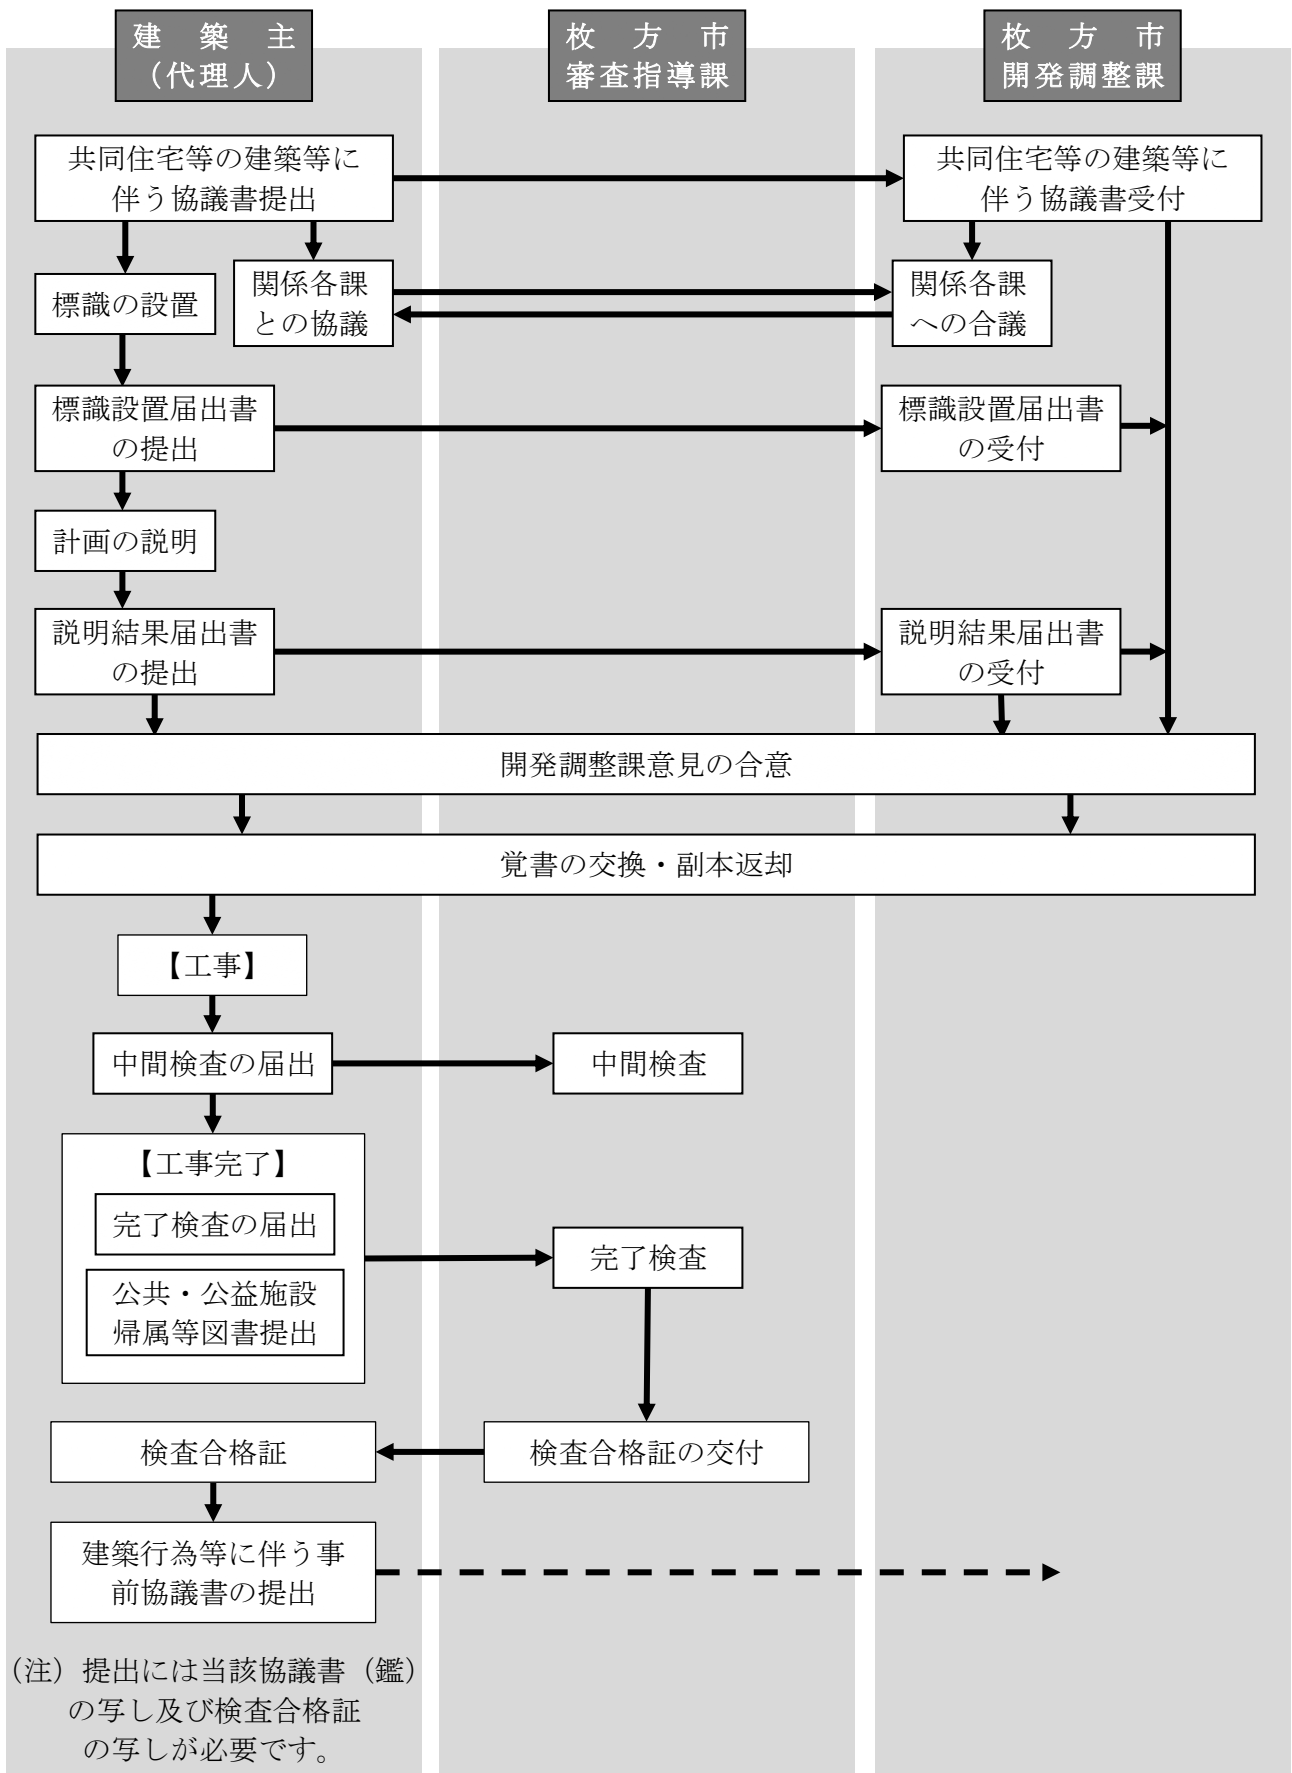 建築主
（代理人）
枚方市
審査指導課
枚方市
開発調整課
共同住宅等の建築等に
伴う協議書提出
共同住宅等の建築等に
伴う協議書受付
標識の設置
関係各課
との協議
関係各課
への合議
標識設置届出書
の提出
標識設置届出書
の受付
計画の説明
説明結果届出書
の提出
説明結果届出書
の受付
開発調整課意見の合意
覚書の交換・副本返却
【工事】
中間検査の届出
中間検査
【工事完了】
完了検査の届出
公共・公益施設
帰属等図書提出
完了検査
検査合格証
検査合格証の交付
建築行為等に伴う事
前協議書の提出
（注）提出には当該協議書（鑑）
の写し及び検査合格証
の写しが必要です。